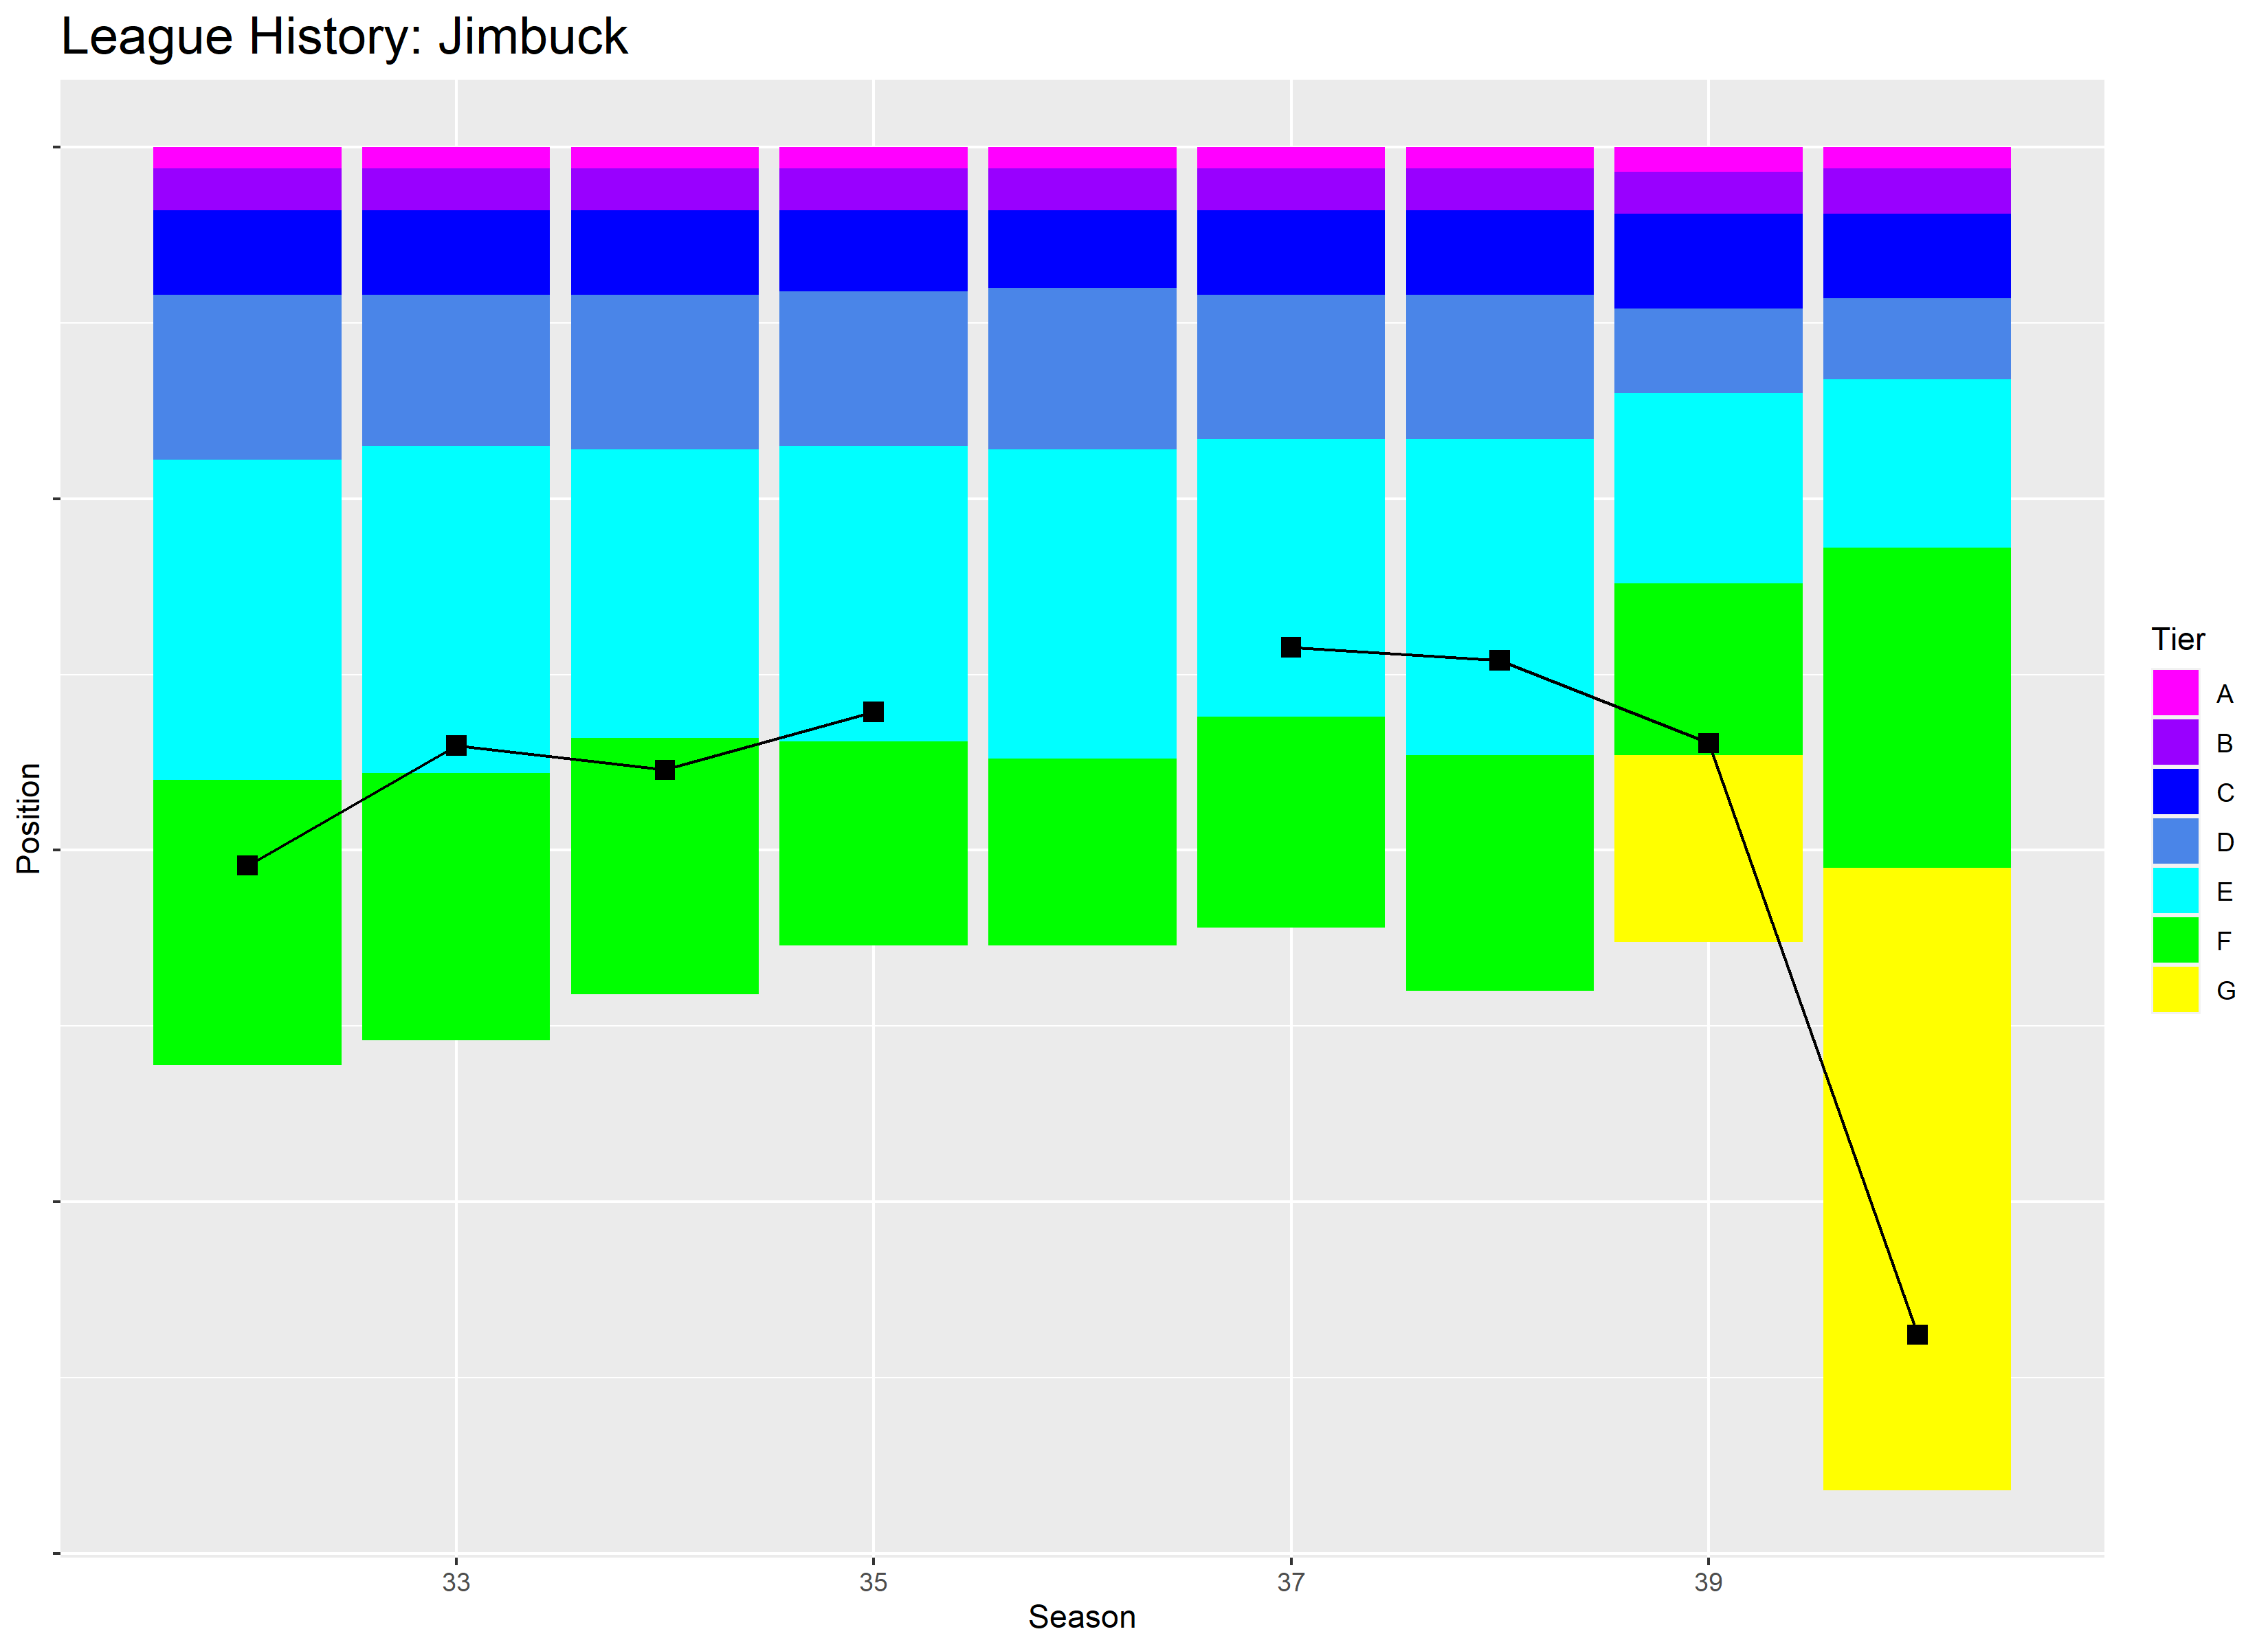 League History: Jimbuck
Position
33
35
37
39
Season
Tier
A
B
C
D
E
F
G